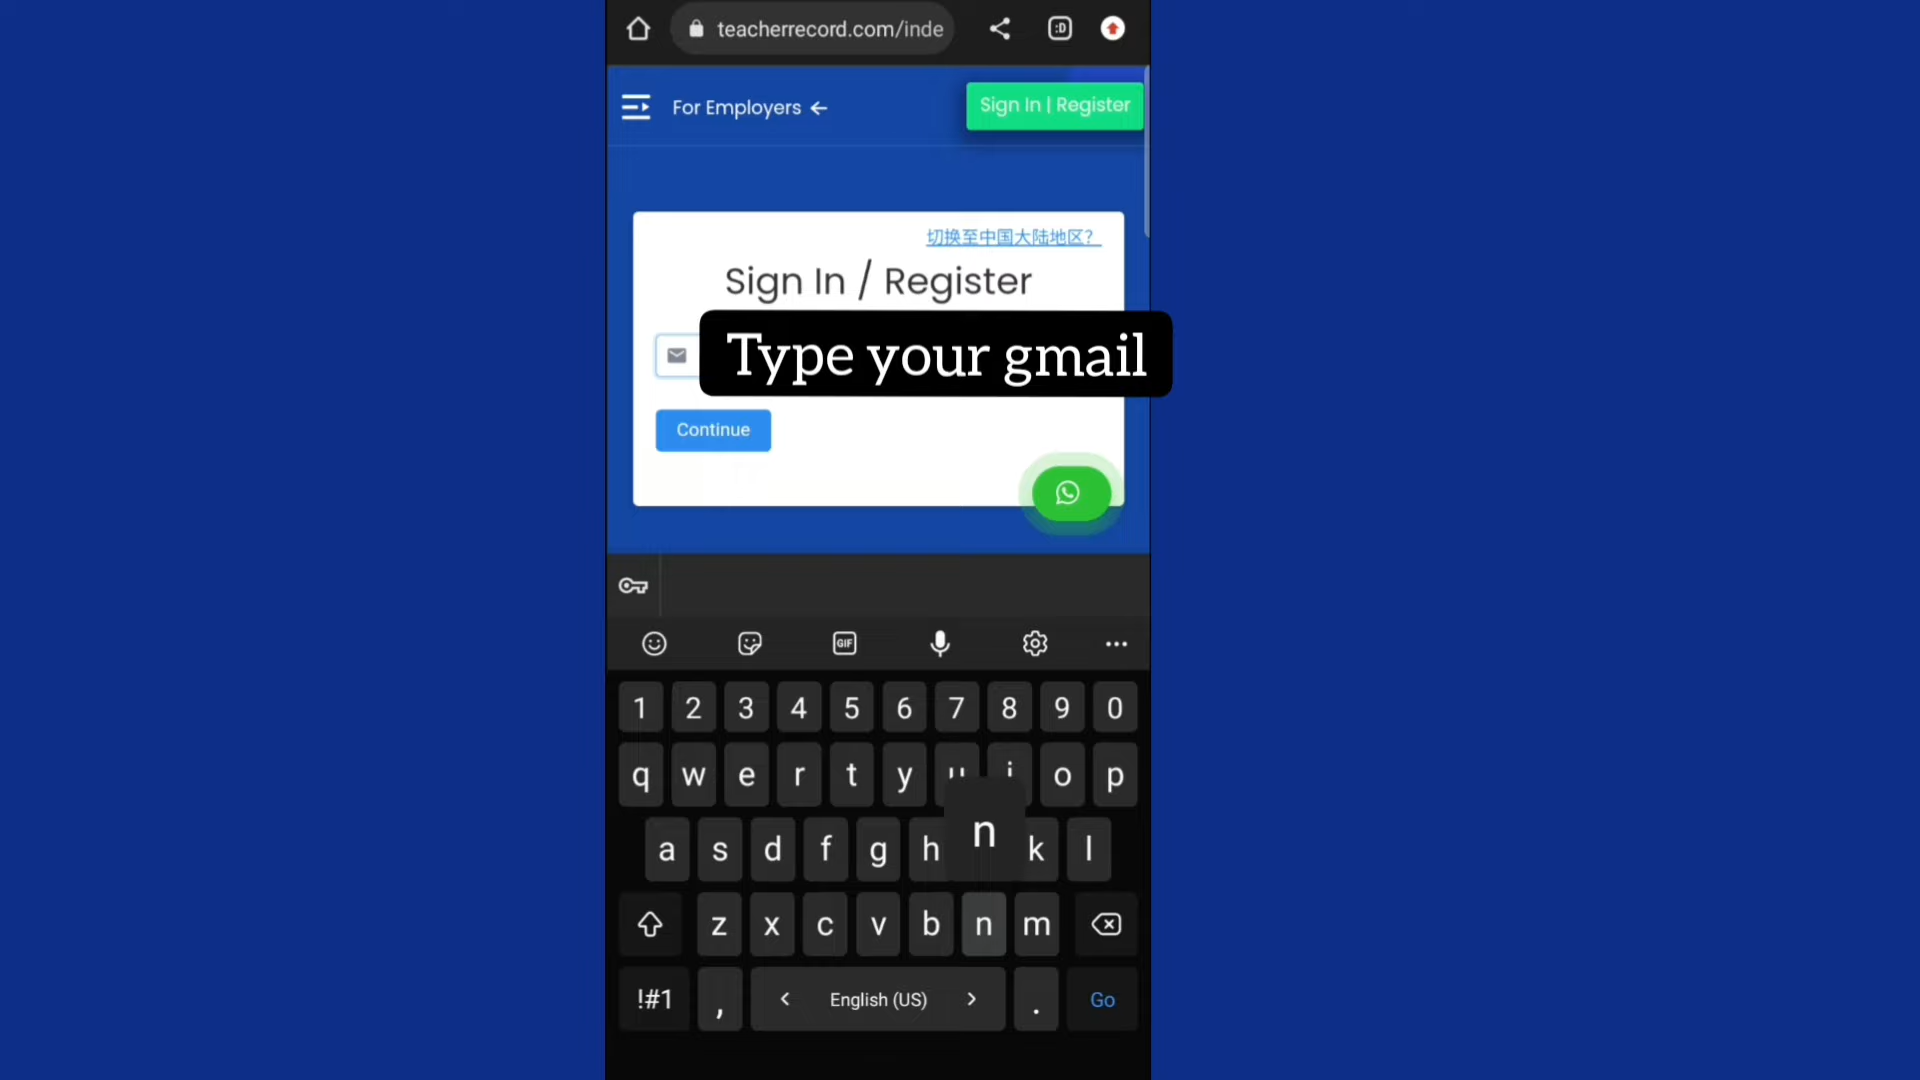 :D
teacherrecord.com/inde
For Employers ←
Sign In | Register
切换至中国大陆地区?
Sign In / Register
Type your gmail
Continue
GIF
1 2 3 4 5 6 7 8 9 0
q w e r t y u i o p
a s d f g h n k l
z x c v b n m
!#1 , < English (US) > . Go